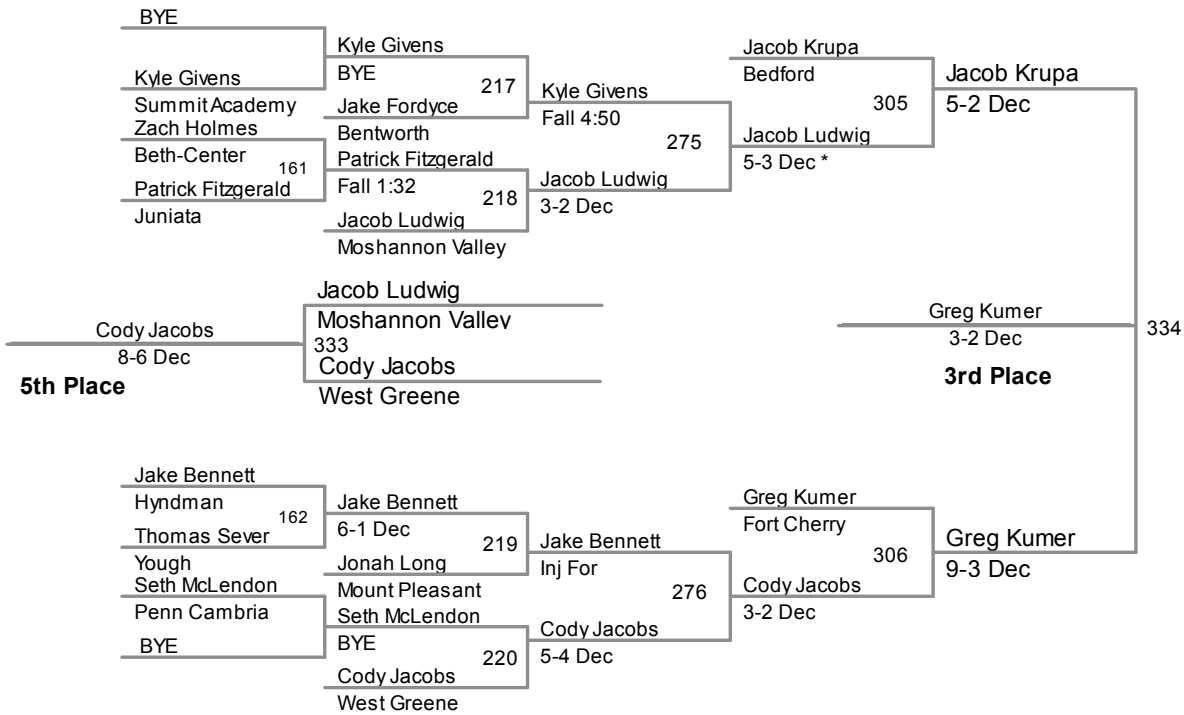 BYE
Kyle Givens
Summit Academy
Zach Holmes
Beth-Center
161
Patrick Fitzgerald
Juniata
Kyle Givens
BYE
217
Jake Fordyce
Bentworth
Patrick Fitzgerald
Fall 1:32
218
Jacob Ludwig
Moshannon Valley
Kyle Givens
Fall 4:50
275
Jacob Ludwig
3-2 Dec
Jacob Krupa
Bedford
305
Jacob Ludwig
5-3 Dec *
Jacob Krupa
5-2 Dec
Jacob Ludwig
Moshannon Valley
333
Cody Jacobs
West Greene
Cody Jacobs
8-6 Dec
5th Place
Greg Kumer
3-2 Dec
3rd Place
334
Jake Bennett
Hyndman
162
Thomas Sever
Yough
Seth McLendon
Penn Cambria
BYE
Jake Bennett
6-1 Dec
219
Jonah Long
Mount Pleasant
Seth McLendon
BYE
220
Cody Jacobs
West Greene
Jake Bennett
Inj For
276
Cody Jacobs
5-4 Dec
Greg Kumer
Fort Cherry
306
Cody Jacobs
3-2 Dec
Greg Kumer
9-3 Dec